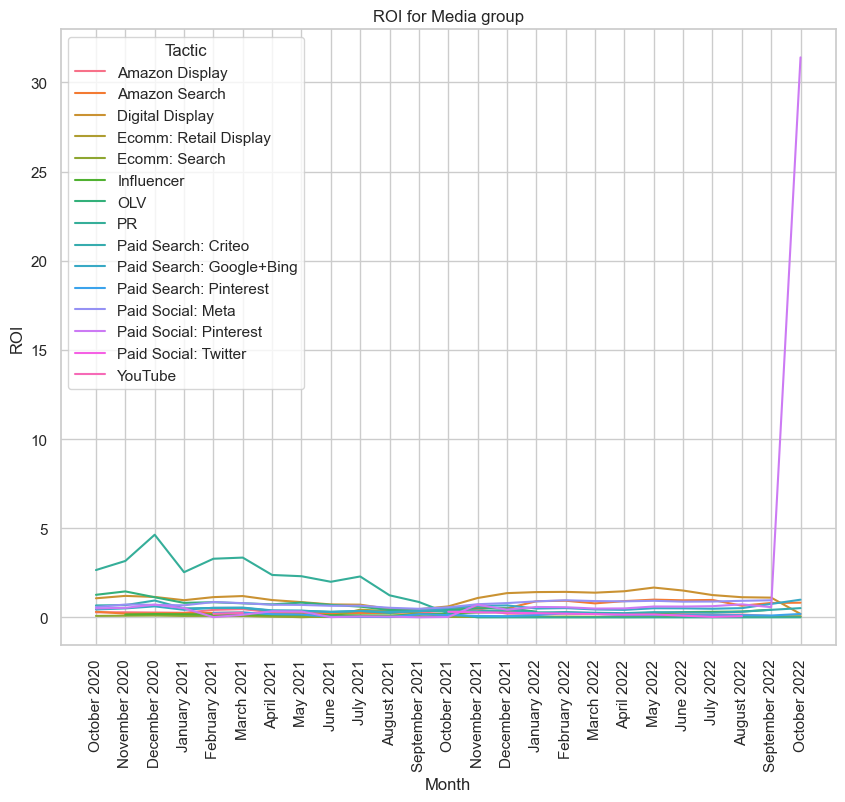 ROI for Media group
Tactic
Amazon Display
Amazon Search
Digital Display
Ecomm: Retail Display
Ecomm: Search
Influencer
OLV
PR
Paid Search: Criteo
Paid Search: Google+Bing
Paid Search: Pinterest
Paid Social: Meta
Paid Social: Pinterest
Paid Social: Twitter
YouTube
30
25
20
15
10
5
0
ROI
October 2020
November 2020
December 2020
January 2021
February 2021
March 2021
April 2021
May 2021
June 2021
July 2021
August 2021
September 2021
October 2021
November 2021
December 2021
January 2022
February 2022
March 2022
April 2022
May 2022
June 2022
July 2022
August 2022
September 2022
October 2022
Month